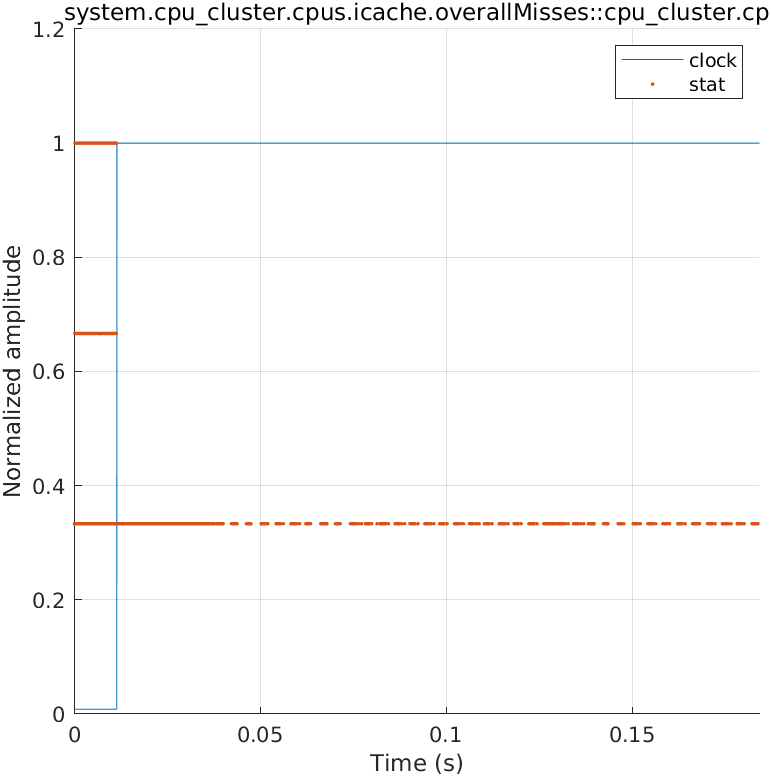 system.cpu_cluster.cpus.icache.overallMisses::cpu_cluster.cp
1.2
clock
stat
1
0.8
Normalized amplitude
0.6
0.4
0.2
0
0 0.05 0.1 0.15
Time (s)